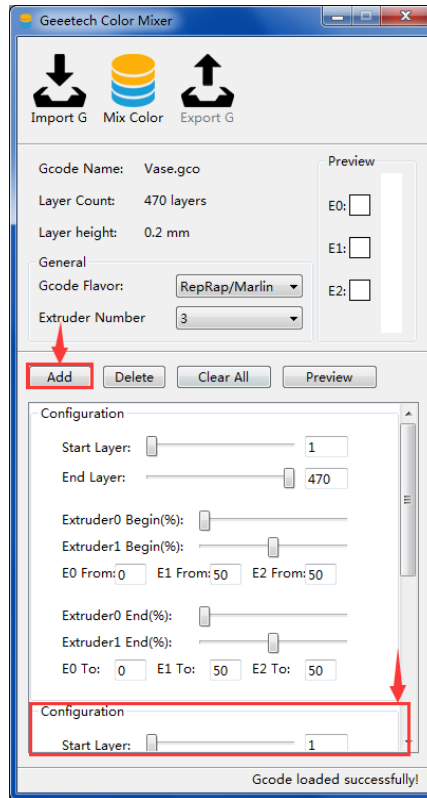 Geeetech Color Mixer
Import G Mix Color Export G
Gcode Name: Vase.gco
Layer Count: 470 layers
Layer height: 0.2 mm
Preview
E0:
E1:
E2:
General
Gcode Flavor: RepRap/Marlin
Extruder Number 3
Add Delete Clear All Preview
Configuration
Start Layer: 1
End Layer: 470
Extruder0 Begin(%):
Extruder1 Begin(%):
E0 From: 0 E1 From: 50 E2 From: 50
Extruder0 End(%):
Extruder1 End(%):
E0 To: 0 E1 To: 50 E2 To: 50
Configuration
Start Layer: 1
Gcode loaded successfully!